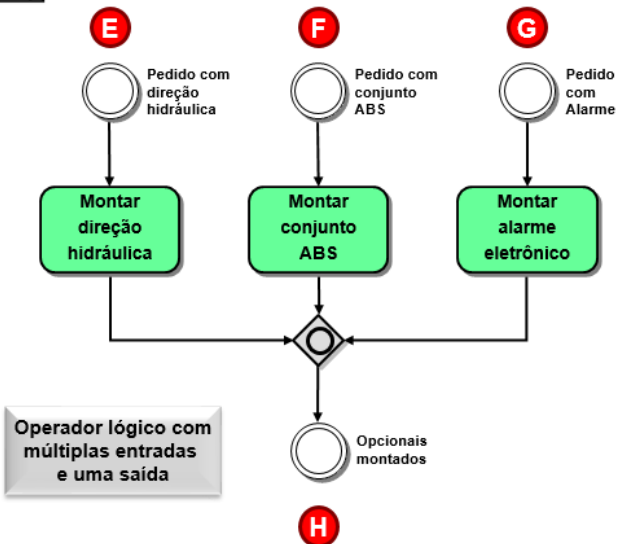 E
F
G
Pedido com
direção
hidráulica
Pedido com
conjunto
ABS
Pedido
com
Alarme
Montar
direção
hidráulica
Montar
conjunto
ABS
Montar
alarme
eletrônico
Operador lógico com
múltiplas entradas
e uma saída
Opcionais
montados
H